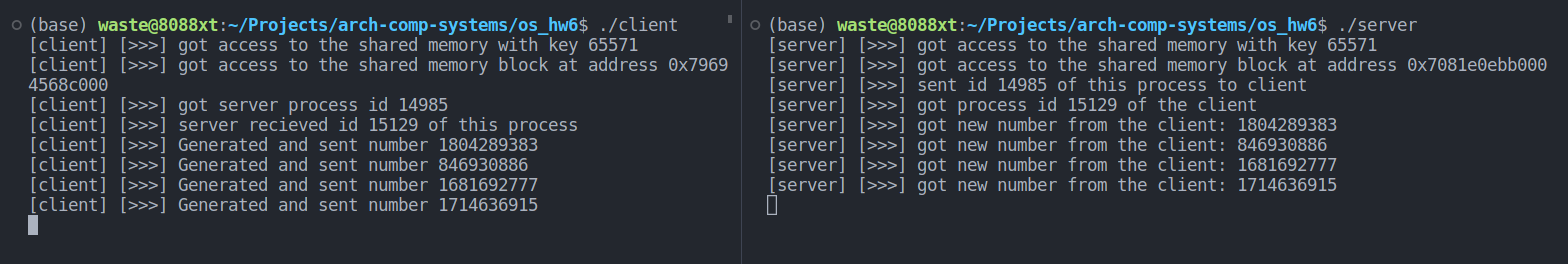 (base) waste@8088xt:~/Projects/arch-comp-systems/os_hw6$ ./client
[client] [>>>] got access to the shared memory with key 65571
[client] [>>>] got access to the shared memory block at address 0x7969
4568c000
[client] [>>>] got server process id 14985
[client] [>>>] server recieved id 15129 of this process
[client] [>>>] Generated and sent number 1804289383
[client] [>>>] Generated and sent number 846930886
[client] [>>>] Generated and sent number 1681692777
[client] [>>>] Generated and sent number 1714636915
(base) waste@8088xt:~/Projects/arch-comp-systems/os_hw6$ ./server
[server] [>>>] got access to the shared memory with key 65571
[server] [>>>] got access to the shared memory block at address 0x7081e0ebb000
[server] [>>>] sent id 14985 of this process to client
[server] [>>>] got process id 15129 of the client
[server] [>>>] got new number from the client: 1804289383
[server] [>>>] got new number from the client: 846930886
[server] [>>>] got new number from the client: 1681692777
[server] [>>>] got new number from the client: 1714636915